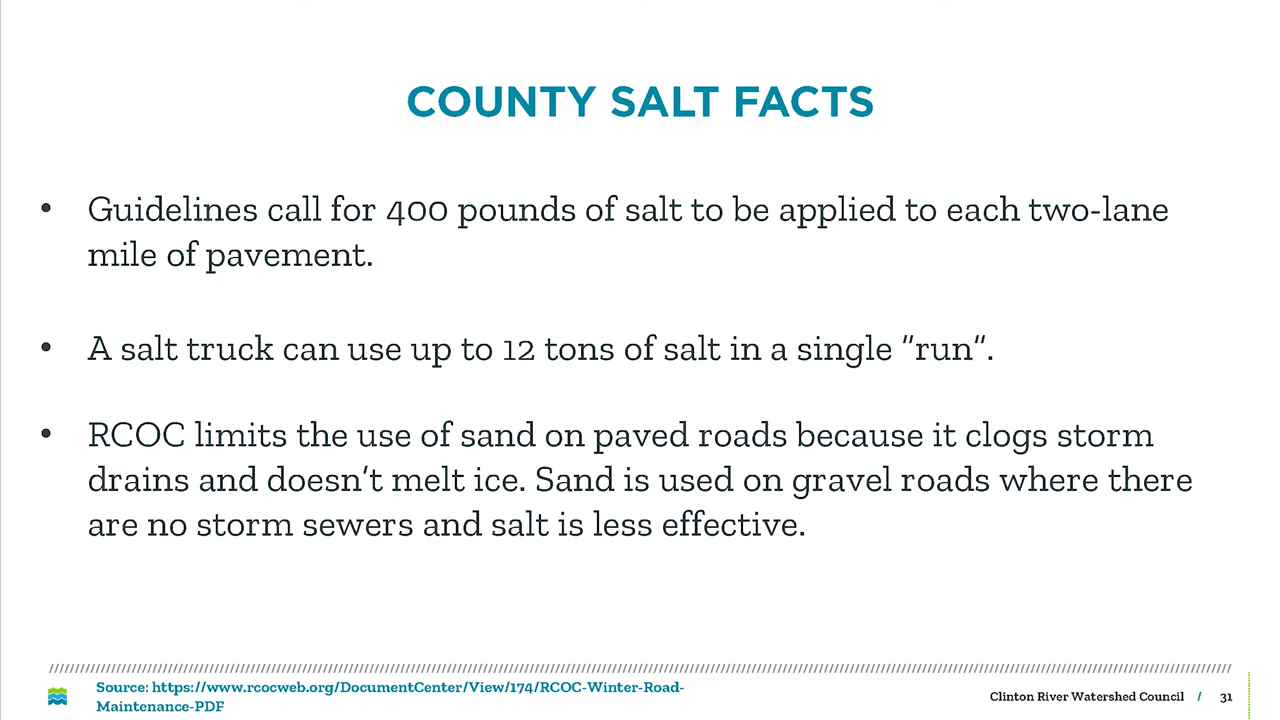 COUNTY SALT FACTS
• Guidelines call for 400 pounds of salt to be applied to each two-lane
mile of pavement.
• A salt truck can use up to 12 tons of salt in a single "run".
• RCOC limits the use of sand on paved roads because it clogs storm
drains and doesn't melt ice. Sand is used on gravel roads where there
are no storm sewers and salt is less effective.
Source: https://www.rcocweb.org/DocumentCenter/View/174/RCOC-Winter-Road-
Maintenance-PDF
Clinton River Watershed Council / 31